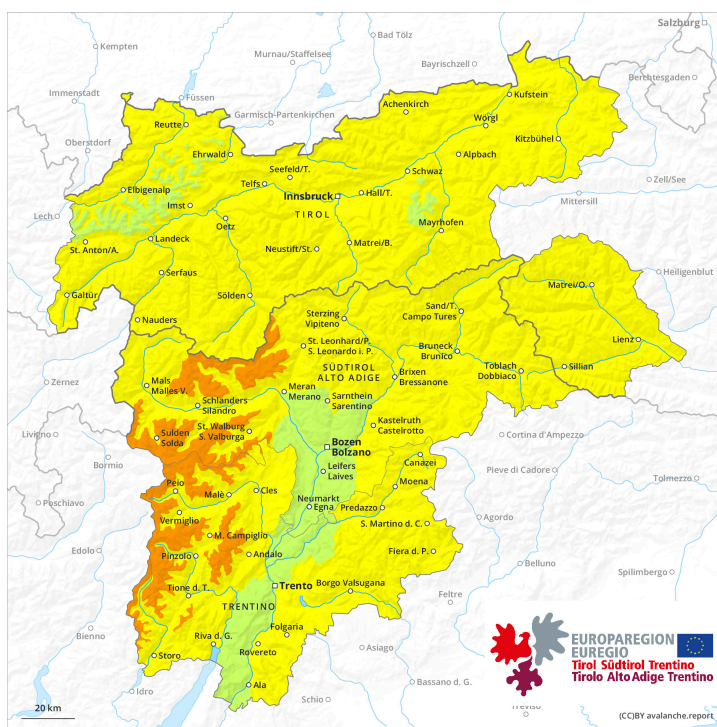 Salzburg
Kempten
Bad Tölz
Murnau/Staffelsee
Bayrischzell
Berchtesgaden
Immenstadt
Füssen
Achenkirch
Kufstein
Garmisch-Partenkirchen
Reutte
Wörgl
Oberstdorf
Kitzbühel
Ehrwald
Alpbach
Seefeld/T.
Schwaz
Telfs
Zell/See
Elbigenalp
Innsbruck
Hall/T.
Mittersill
Imst
TIROL
Lech
Oetz
Mayrhofen
Landeck
Matrei/B.
St. Anton/A.
Neustift/St.
Serfaus
Heiligenblut
Matrei/O.
Galtür
Sölden
Sand/T.
Campo Tures
Nauders
Sterzing
Vipiteno
Lienz
St. Leonhard/P.
S. Leonardo i. P.
Bruneck
Brunico
SÜDTIROL
ALTO ADIGE
Toblach
Dobbiaco
Sillian
Brixen
Bressanone
Zernez
Mals
Malles V.
Meran
Merano
Sarnthein
Sarentino
Schlanders
Silandro
St. Walburg
S. Valburga
Kastelruth
Castelrotto
Livigno
Sulden
Solda
Bozen
Bolzano
Cortina d'Ampezzo
Bormio
Canazei
Leifers
Laives
Pieve di Cadore
Tolmezzo
Peio
Moena
Malè
Cles
Neumarkt
Egna
Predazzo
Poschiavo
Vermiglio
Agordo
S. Martino d. C.
M. Campiglio
Edolo
Pinzolo
Andalo
Fiera d. P.
Belluno
Spilimbergo
Tione d. T.
Trento
Borgo Valsugana
Feltre
TRENTINO
Folgaria
Bienno
Riva d. G.
Rovereto
Asiago
Storo
Bassano d. G.
Ala
Idro
Schio
Treviso
EUROPAREGION
EUREGIO
Tirol Südtirol Trentino
Tirolo Alto Adige Trentino
20 km
(CC)BY avalanche.report